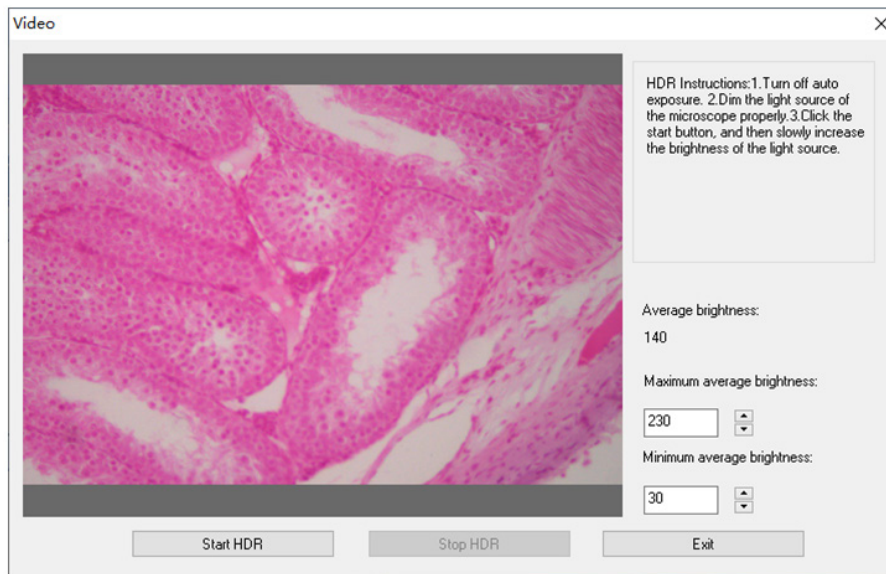 Video
HDR Instructions:1.Turn off auto
exposure. 2.Dim the light source of
the microscope properly.3.Click the
start button, and then slowly increase
the brightness of the light source.
Average brightness:
140
Maximum average brightness:
230
Minimum average brightness:
30
Start HDR
Stop HDR
Exit